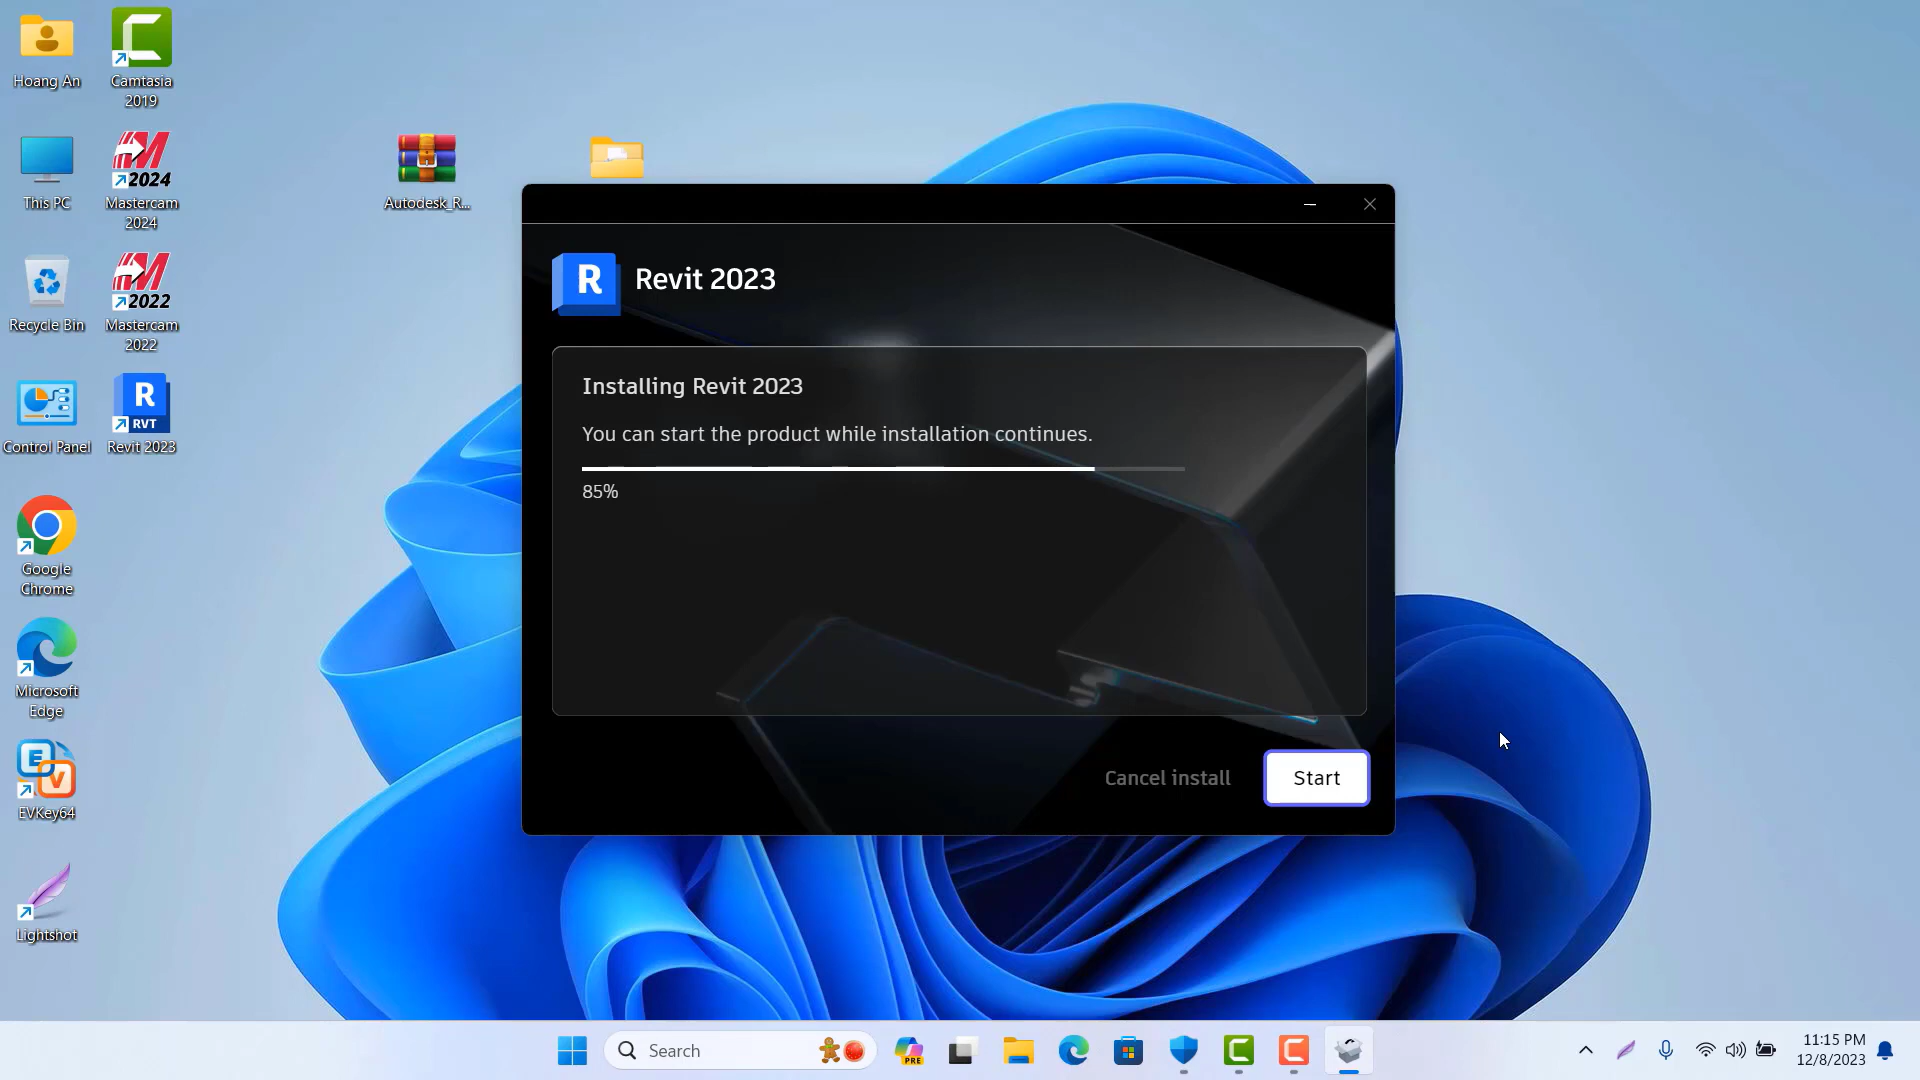 Hoang An
Camtasia
2019
This PC
2024
Mastercam
2024
Autodesk_R...
Recycle Bin
2022
Mastercam
2022
Control Panel
R
RVT
Revit 2023
Google
Chrome
Microsoft
Edge
E
V
EVKey64
Lightshot
R
Revit 2023
Installing Revit 2023
You can start the product while installation continues.
85%
Cancel install
Start
Search
PRE
11:15 PM
12/8/2023